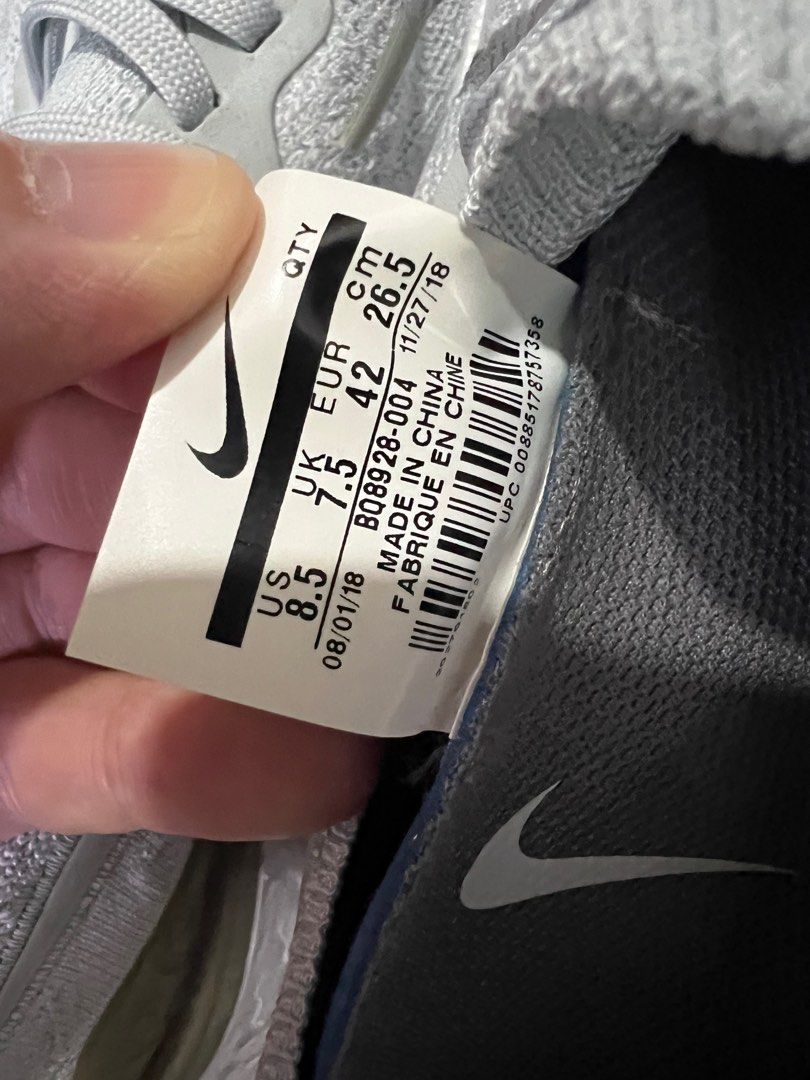 QTY
US UK EUR cm
8.5 7.5 42 26.5
08/01/18 BQ8928-004 11/27/18
MADE IN CHINA
FABRIQUE EN CHINE
UPC 00885178757358